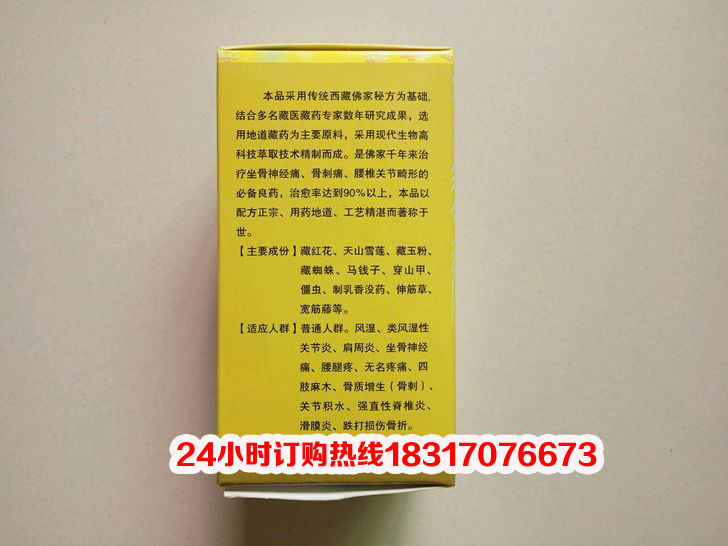 本品采用传统西藏佛家秘方为基础,
结合多名藏医藏药专家数年研究成果，选
用地道藏药为主要原料，采用现代生物高
科技萃取技术精制而成。是佛家千年来治
疗坐骨神经痛、骨刺痛、腰椎关节畸形的
必备良药，治愈率达到90%以上，本品以
配方正宗、用药地道、工艺精湛而著称于
世。
【主要成份】藏红花、天山雪莲、藏玉粉、
藏蜘蛛、马钱子、穿山甲、
僵虫、制乳香没药、伸筋草、
宽筋藤等。
【适应人群】普通人群。风湿、类风湿性
关节炎、肩周炎、坐骨神经
痛、腰腿疼、无名疼痛、四
肢麻木、骨质增生（骨刺）、
关节积水、强直性脊椎炎、
滑膜炎、跌打损伤骨折。
24小时订购热线18317076673